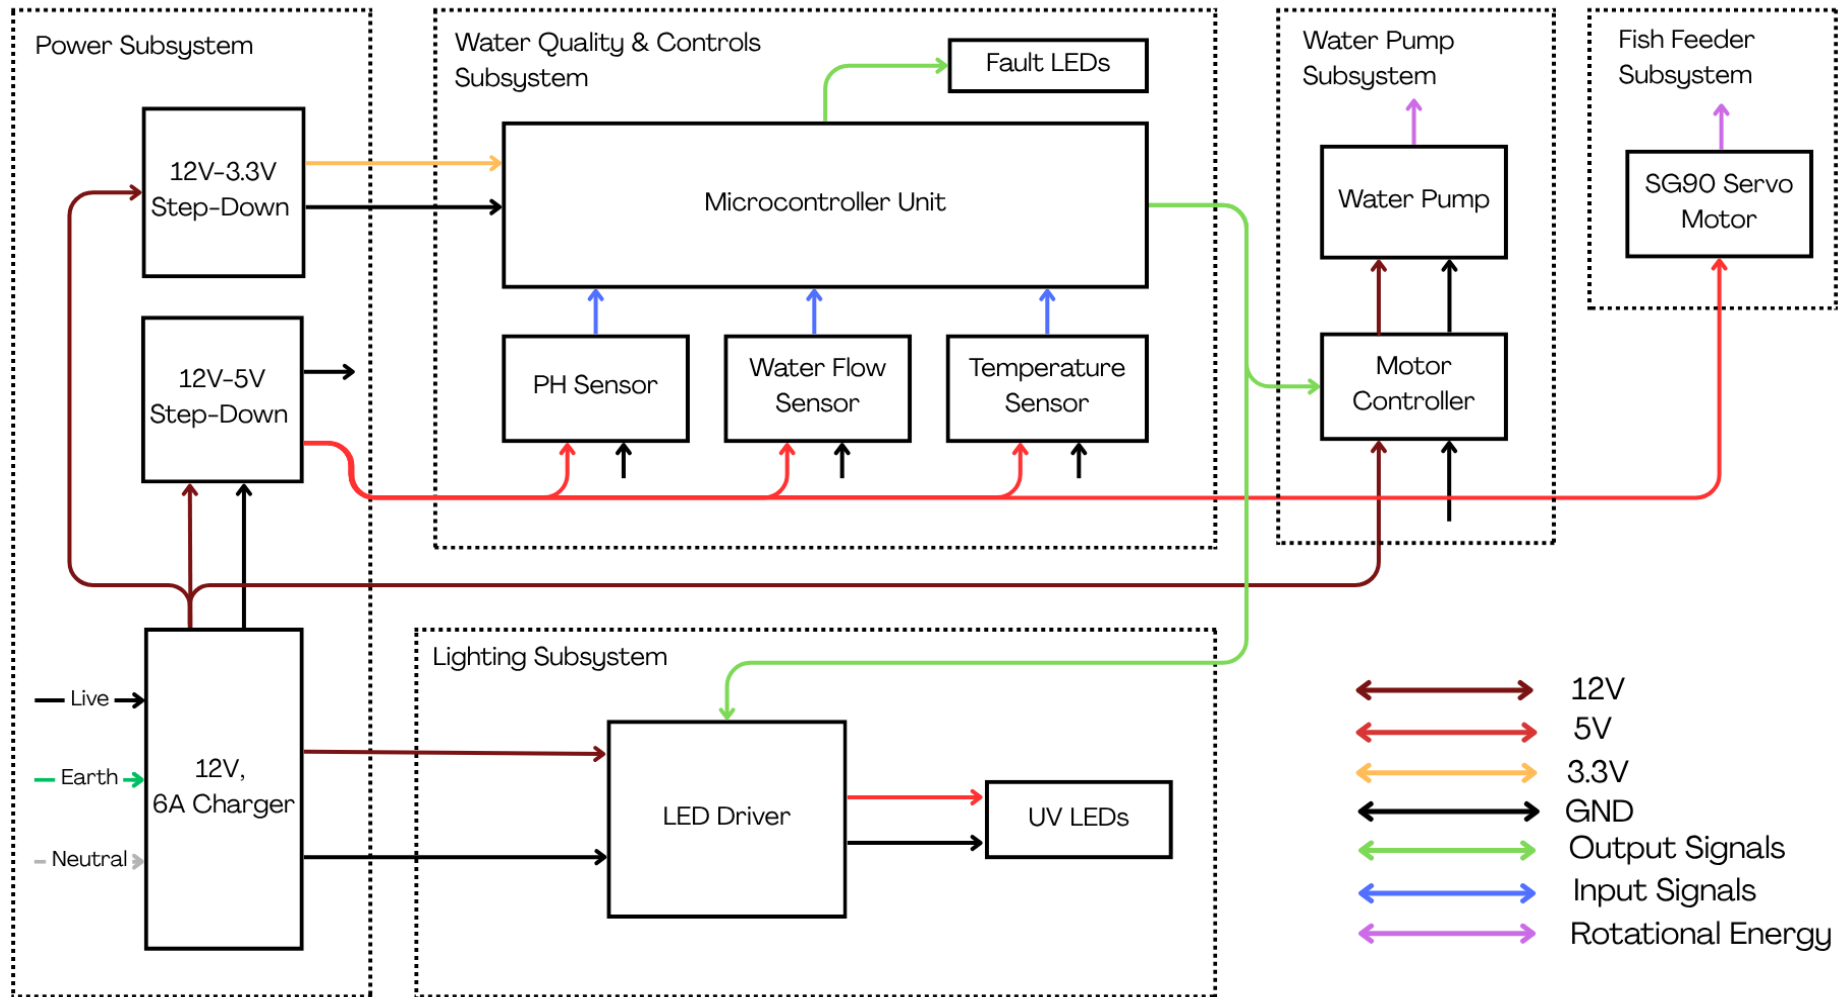 Power Subsystem
12V-3.3V
Step-Down
12V-5V
Step-Down
Live
Earth
Neutral
12V,
6A Charger
Water Quality & Controls
Subsystem
Fault LEDs
Microcontroller Unit
PH Sensor
Water Flow
Sensor
Temperature
Sensor
Water Pump
Subsystem
Water Pump
Motor
Controller
Fish Feeder
Subsystem
SG90 Servo
Motor
Lighting Subsystem
LED Driver
UV LEDs
12V
5V
3.3V
GND
Output Signals
Input Signals
Rotational Energy